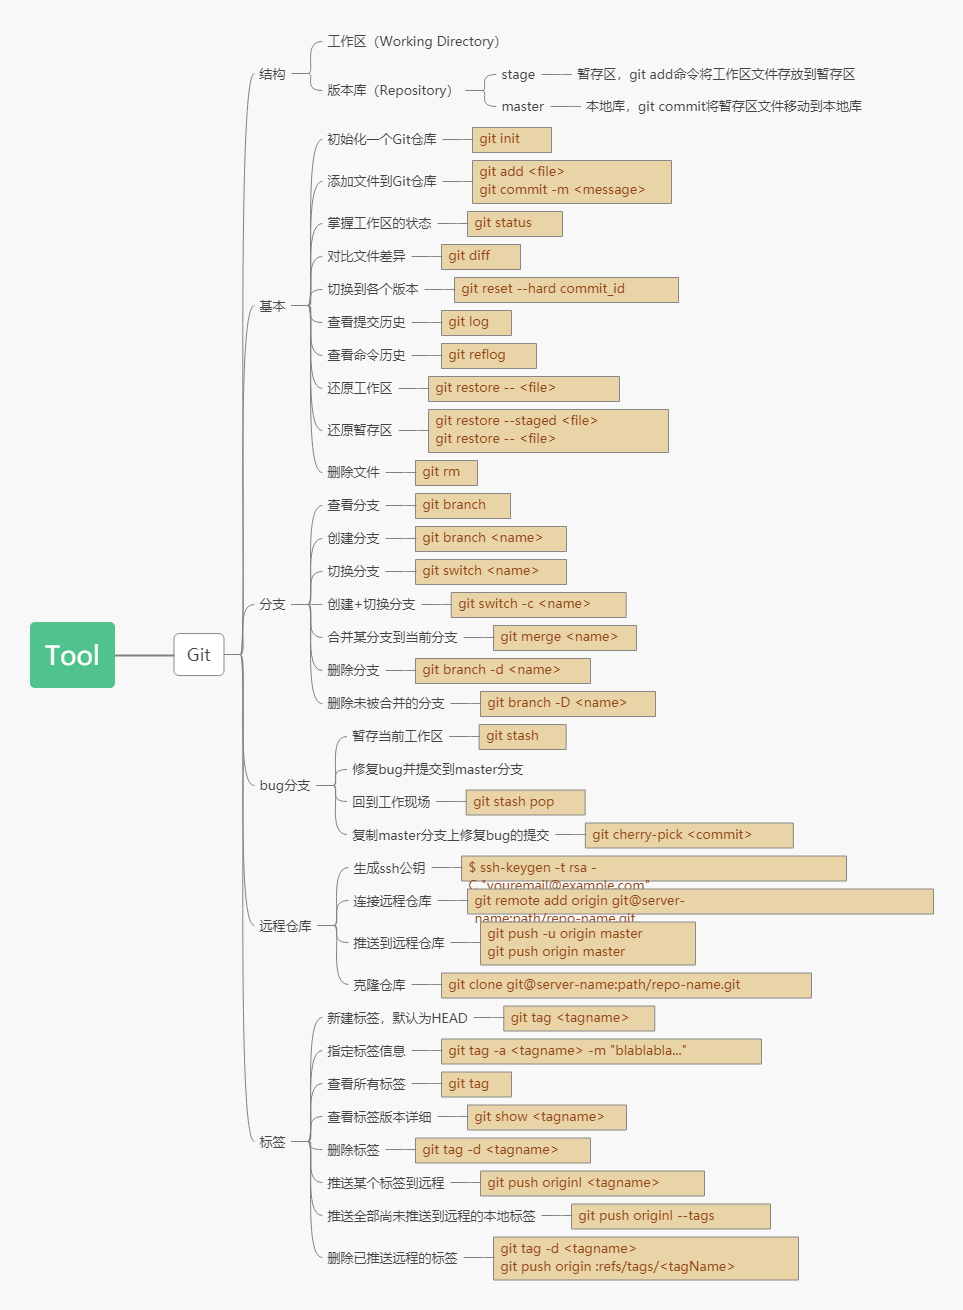 Tool
Git
结构
工作区（Working Directory）
版本库（Repository）
stage
暂存区，git add命令将工作区文件存放到暂存区
master
本地库，git commit将暂存区文件移动到本地库
基本
初始化一个Git仓库
git init
添加文件到Git仓库
git add <file>
git commit -m <message>
掌握工作区的状态
git status
对比文件差异
git diff
切换到各个版本
git reset --hard commit_id
查看提交历史
git log
查看命令历史
git reflog
还原工作区
git restore -- <file>
还原暂存区
git restore --staged <file>
git restore -- <file>
删除文件
git rm
分支
查看分支
git branch
创建分支
git branch <name>
切换分支
git switch <name>
创建+切换分支
git switch -c <name>
合并某分支到当前分支
git merge <name>
删除分支
git branch -d <name>
删除未被合并的分支
git branch -D <name>
bug分支
暂存当前工作区
git stash
修复bug并提交到master分支
回到工作现场
git stash pop
复制master分支上修复bug的提交
git cherry-pick <commit>
远程仓库
生成ssh公钥
$ ssh-keygen -t rsa -
C "youremail@example.com"
连接远程仓库
git remote add origin git@server-
name:path/repo-name.git
推送到远程仓库
git push -u origin master
git push origin master
克隆仓库
git clone git@server-name:path/repo-name.git
标签
新建标签，默认为HEAD
git tag <tagname>
指定标签信息
git tag -a <tagname> -m "blablabla..."
查看所有标签
git tag
查看标签版本详细
git show <tagname>
删除标签
git tag -d <tagname>
推送某个标签到远程
git push originl <tagname>
推送全部尚未推送到远程的本地标签
git push originl --tags
删除已推送远程的标签
git tag -d <tagname>
git push origin :refs/tags/<tagName>